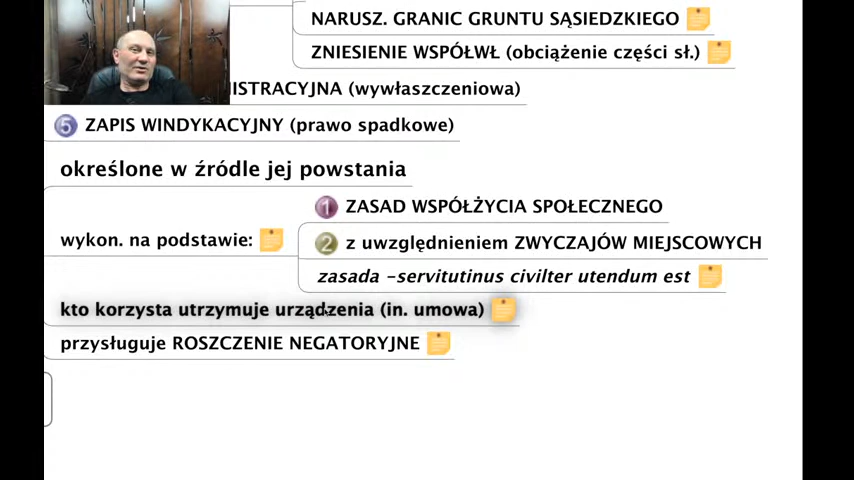 NARUSZ. GRANIC GRUNTU SĄSIEDZKIEGO
ZNIESIENIE WSPÓŁWŁ (obciążenie części sł.)
ISTRACYJNA (wywłaszczeniowa)
5 ZAPIS WINDYKACYJNY (prawo spadkowe)
określone w źródle jej powstania
1 ZASAD WSPÓŁŻYCIA SPOŁECZNEGO
wykon. na podstawie:
2 z uwzględnieniem ZWYCZAJÓW MIEJSCOWYCH
zasada -servitutinus civilter utendum est
kto korzysta utrzymuje urządzenia (in. umowa)
przysługuje ROSZCZENIE NEGATORYJNE